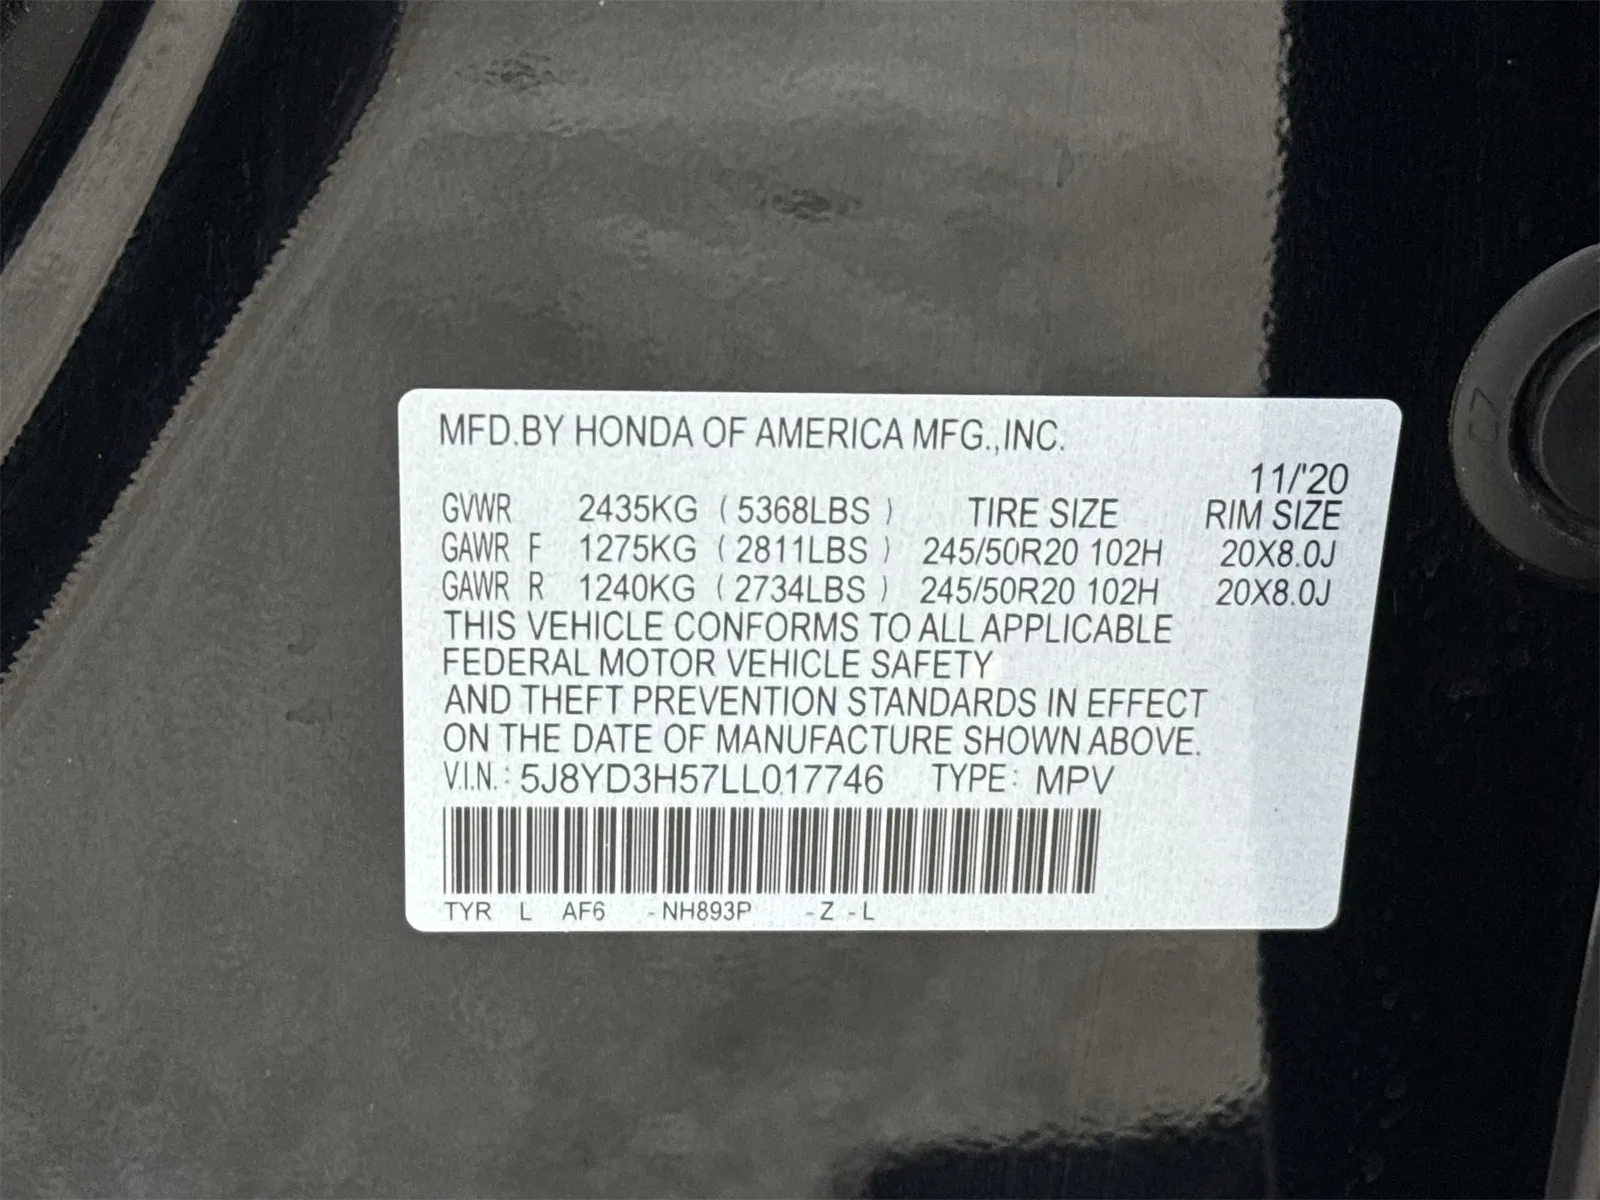 MFD.BY HONDA OF AMERICA MFG.,INC.
11/'20
GVWR 2435KG ( 5368LBS ) TIRE SIZE RIM SIZE
GAWR F 1275KG ( 2811LBS ) 245/50R20 102H 20X8.0J
GAWR R 1240KG ( 2734LBS ) 245/50R20 102H 20X8.0J
THIS VEHICLE CONFORMS TO ALL APPLICABLE
FEDERAL MOTOR VEHICLE SAFETY
AND THEFT PREVENTION STANDARDS IN EFFECT
ON THE DATE OF MANUFACTURE SHOWN ABOVE.
V.I.N.: 5J8YD3H57LL017746 TYPE: MPV
TYR L AF6 -NH893P -Z -L